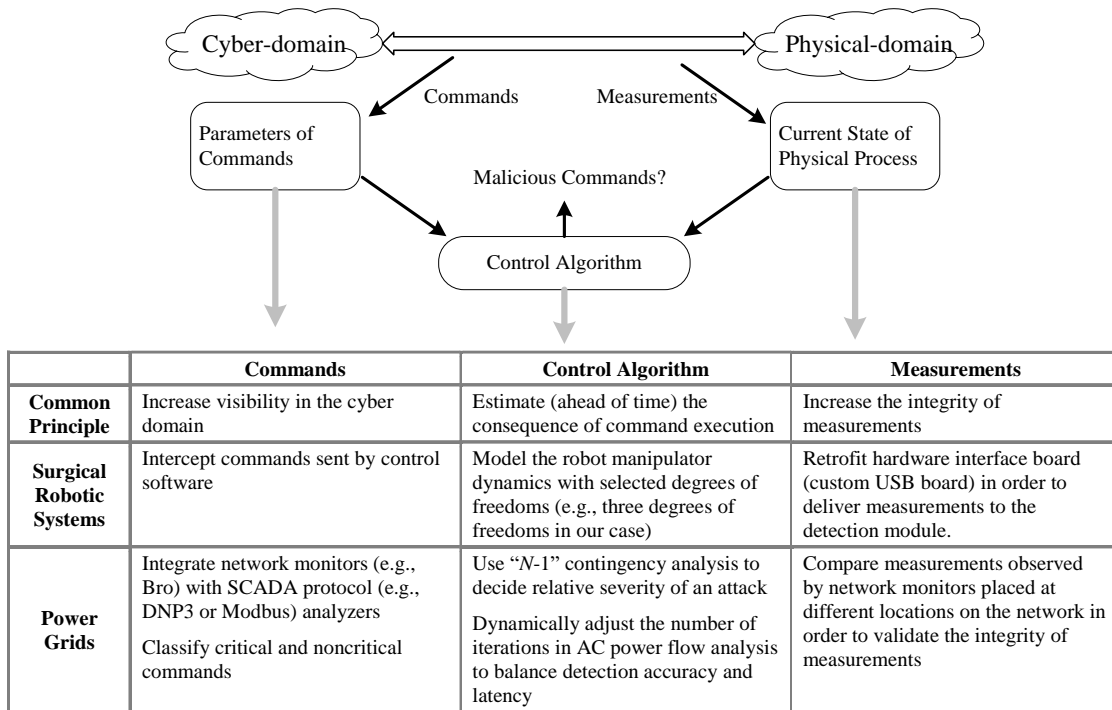 Cyber-domain
Physical-domain
Commands
Measurements
Parameters of
Commands
Current State of
Physical Process
Malicious Commands?
Control Algorithm
Commands
Control Algorithm
Measurements
Common
Principle
Increase visibility in the cyber
domain
Estimate (ahead of time) the
consequence of command execution
Increase the integrity of
measurements
Surgical
Robotic
Systems
Intercept commands sent by control
software
Model the robot manipulator
dynamics with selected degrees of
freedoms (e.g., three degrees of
freedoms in our case)
Retrofit hardware interface board
(custom USB board) in order to
deliver measurements to the
detection module.
Power
Grids
Integrate network monitors (e.g.,
Bro) with SCADA protocol (e.g.,
DNP3 or Modbus) analyzers
Classify critical and noncritical
commands
Use “N-1” contingency analysis to
decide relative severity of an attack
Dynamically adjust the number of
iterations in AC power flow analysis
to balance detection accuracy and
latency
Compare measurements observed
by network monitors placed at
different locations on the network in
order to validate the integrity of
measurements